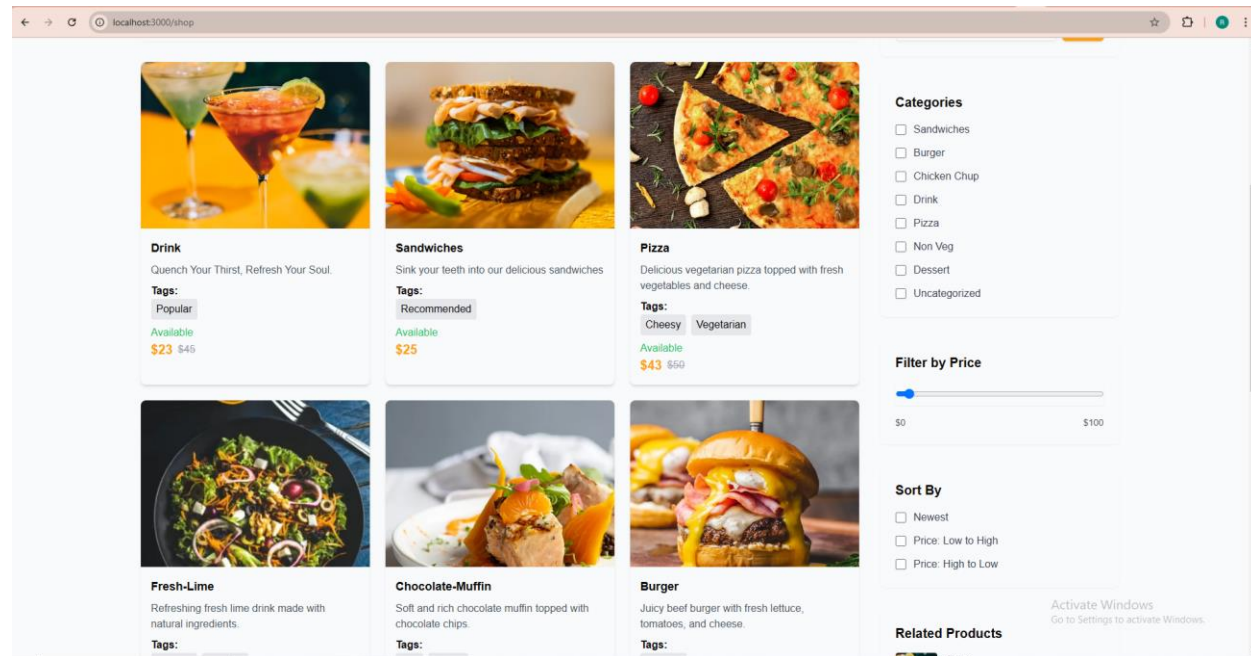 localhost:3000/shop
Drink
Quench Your Thirst, Refresh Your Soul.
Tags:
Popular
Available
$23 $45
Sandwiches
Sink your teeth into our delicious sandwiches
Tags:
Recommended
Available
$25
Pizza
Delicious vegetarian pizza topped with fresh
vegetables and cheese.
Tags:
Cheesy Vegetarian
Available
$43 $50
Fresh-Lime
Refreshing fresh lime drink made with
natural ingredients.
Tags:
Chocolate-Muffin
Soft and rich chocolate muffin topped with
chocolate chips.
Tags:
Burger
Juicy beef burger with fresh lettuce,
tomatoes, and cheese.
Tags:
Categories
Sandwiches
Burger
Chicken Chup
Drink
Pizza
Non Veg
Dessert
Uncategorized
Filter by Price
$0 $100
Sort By
Newest
Price: Low to High
Price: High to Low
Related Products
Activate Windows
Go to Settings to activate Windows.